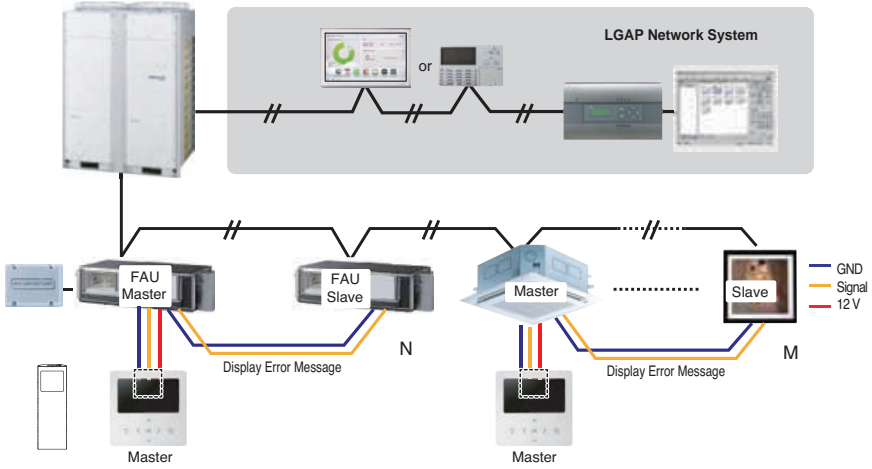 LGAP Network System
or
FAU
Master
FAU
Slave
Master
Slave
GND
Signal
12 V
N
M
Display Error Message
Display Error Message
Master
Master